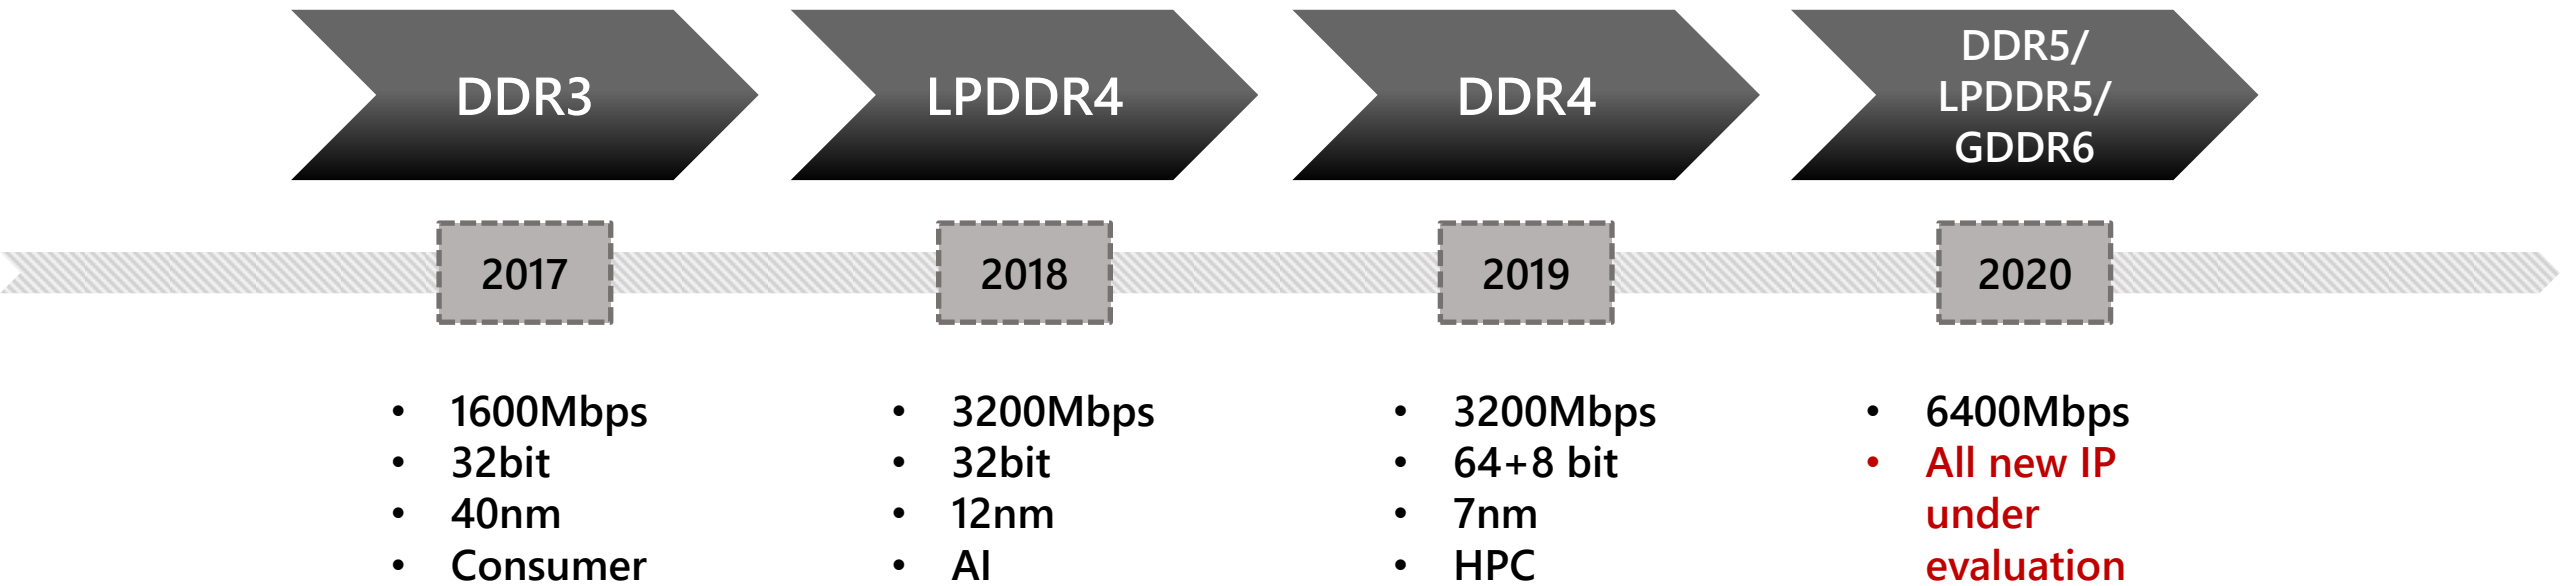 DDR3
LPDDR4
DDR4
DDR5/
LPDDR5/
GDDR6
2017
2018
2019
2020
• 1600Mbps
• 32bit
• 40nm
• Consumer
• 3200Mbps
• 32bit
• 12nm
• AI
• 3200Mbps
• 64+8 bit
• 7nm
• HPC
• 6400Mbps
• All new IP
under
evaluation